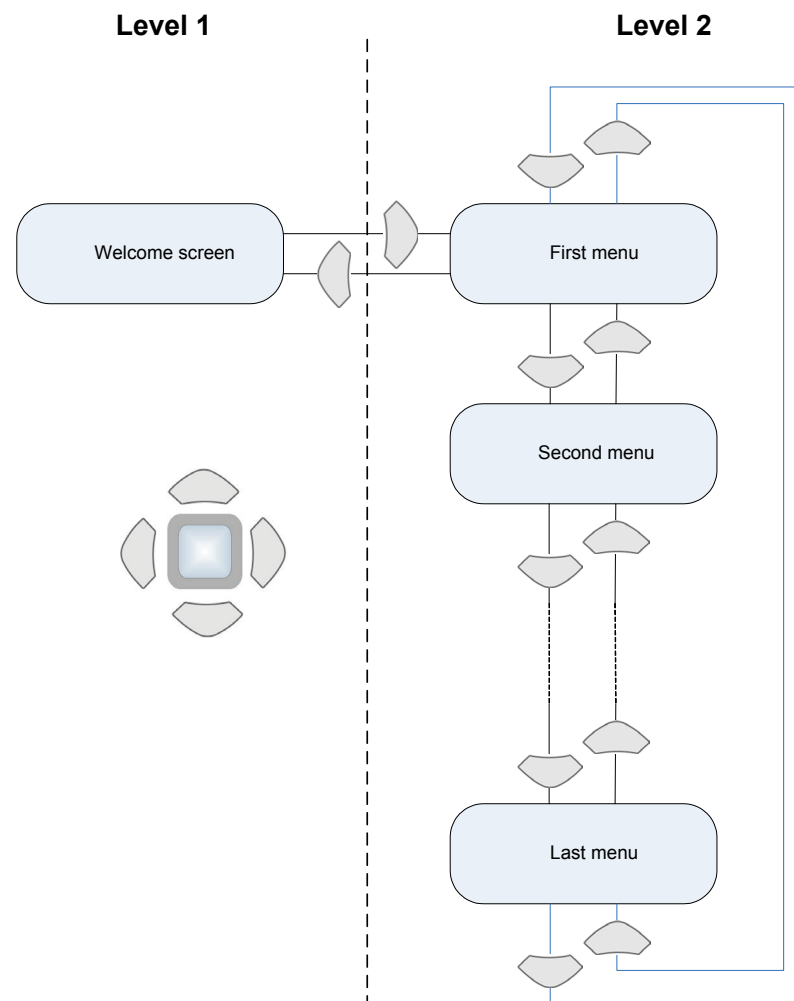 Level 1
Level 2
Welcome screen
First menu
Second menu
Last menu